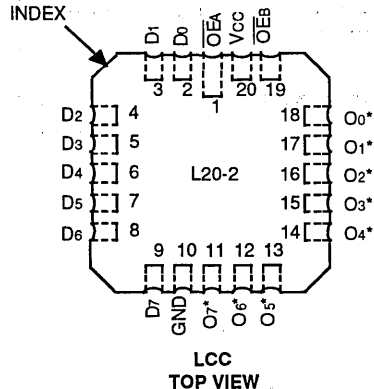 INDEX
D1 D0 OEA VCC OEB
3 2 1 20 19
D2 4 18 O0*
D3 5 17 O1*
D4 6 L20-2 16 O2*
D5 7 15 O3*
D6 8 14 O4*
9 10 11 12 13
D7 GND O7* O6* O5*
LCC
TOP VIEW